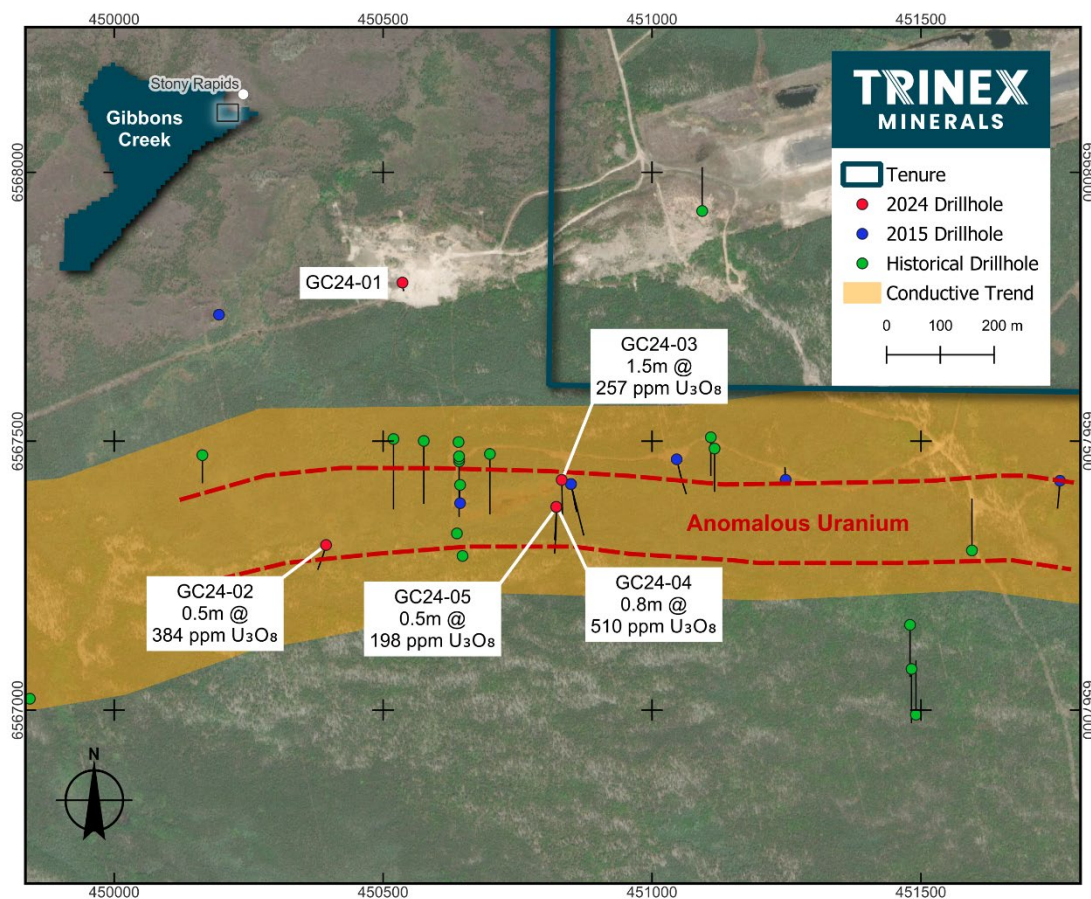 450000 450500 451000 451500
6568000
6567500
6567000
6568000
6567500
6567000
450000 450500 451000 451500
Stony Rapids
Gibbons
Creek
TRINEX
MINERALS
Tenure
2024 Drillhole
2015 Drillhole
Historical Drillhole
Conductive Trend
0 100 200 m
GC24-01
GC24-03
1.5m @
257 ppm U₃O₈
Anomalous Uranium
GC24-02
0.5m @
384 ppm U₃O₈
GC24-05
0.5m @
198 ppm U₃O₈
GC24-04
0.8m @
510 ppm U₃O₈
N